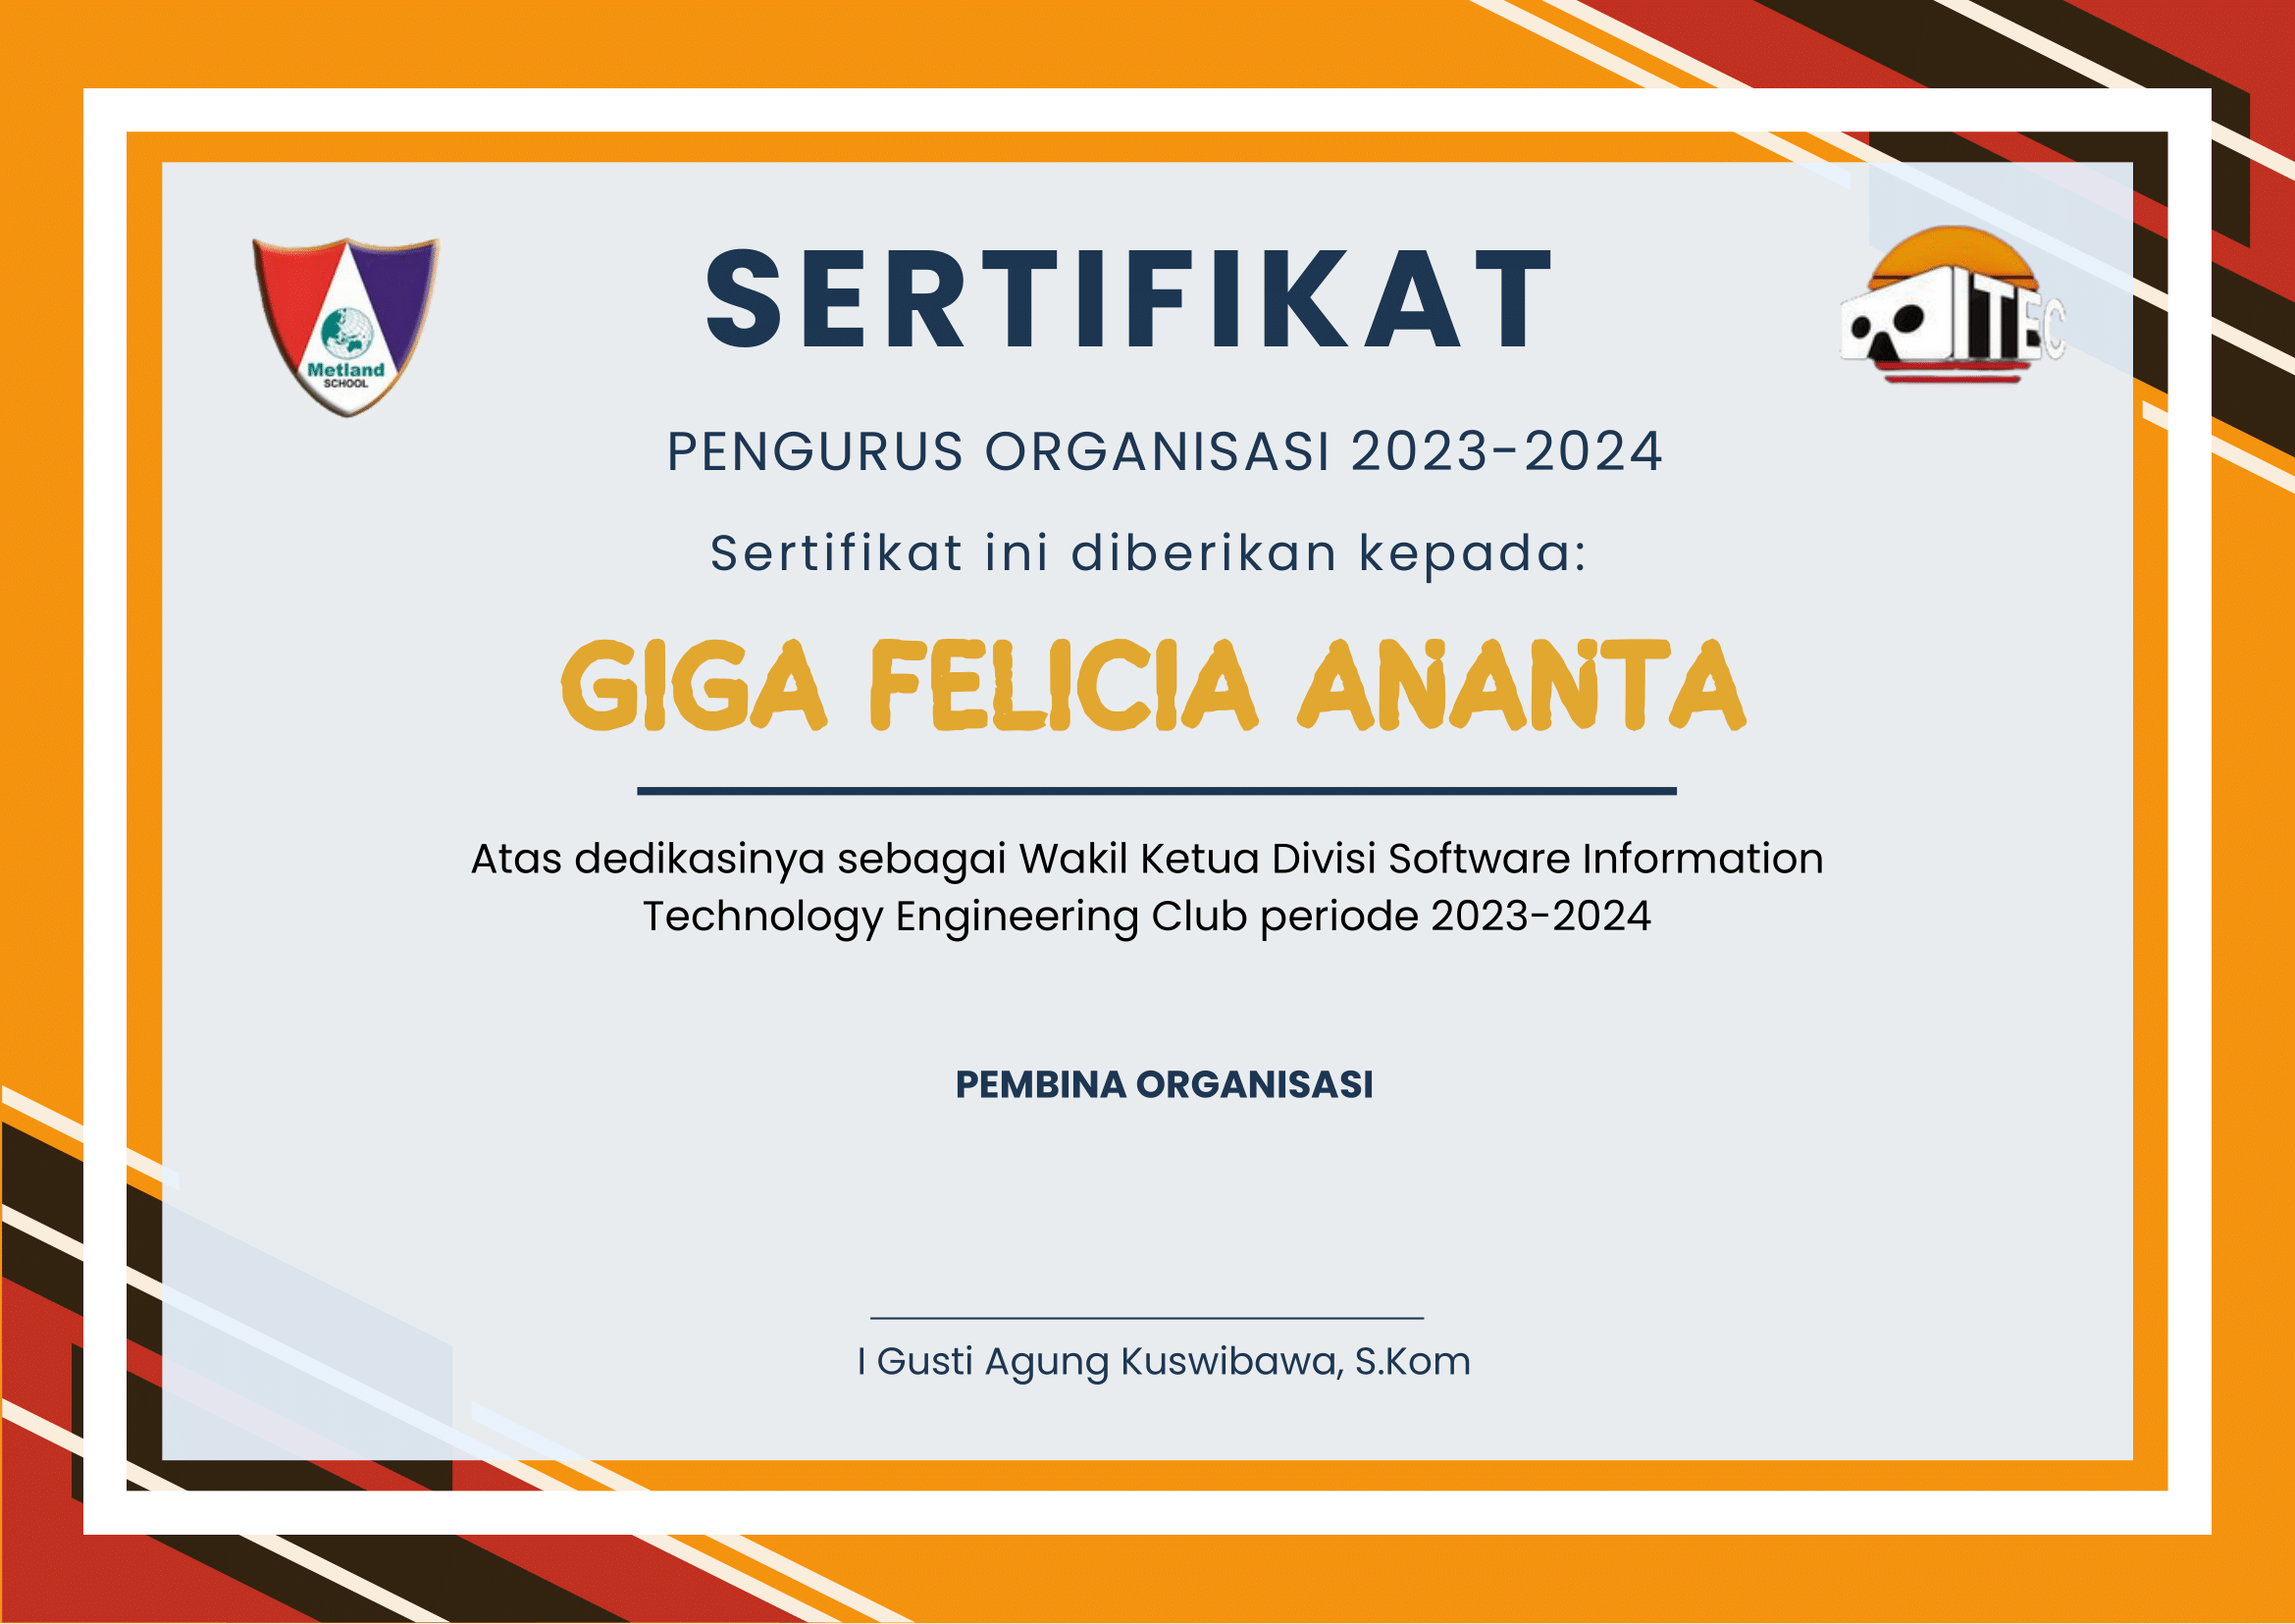 SERTIFIKAT
Metland
SCHOOL
ITEC
PENGURUS ORGANISASI 2023-2024
Sertifikat ini diberikan kepada:
GIGA FELICIA ANANTA
Atas dedikasinya sebagai Wakil Ketua Divisi Software Information
Technology Engineering Club periode 2023-2024
PEMBINA ORGANISASI
I Gusti Agung Kuswibawa, S.Kom